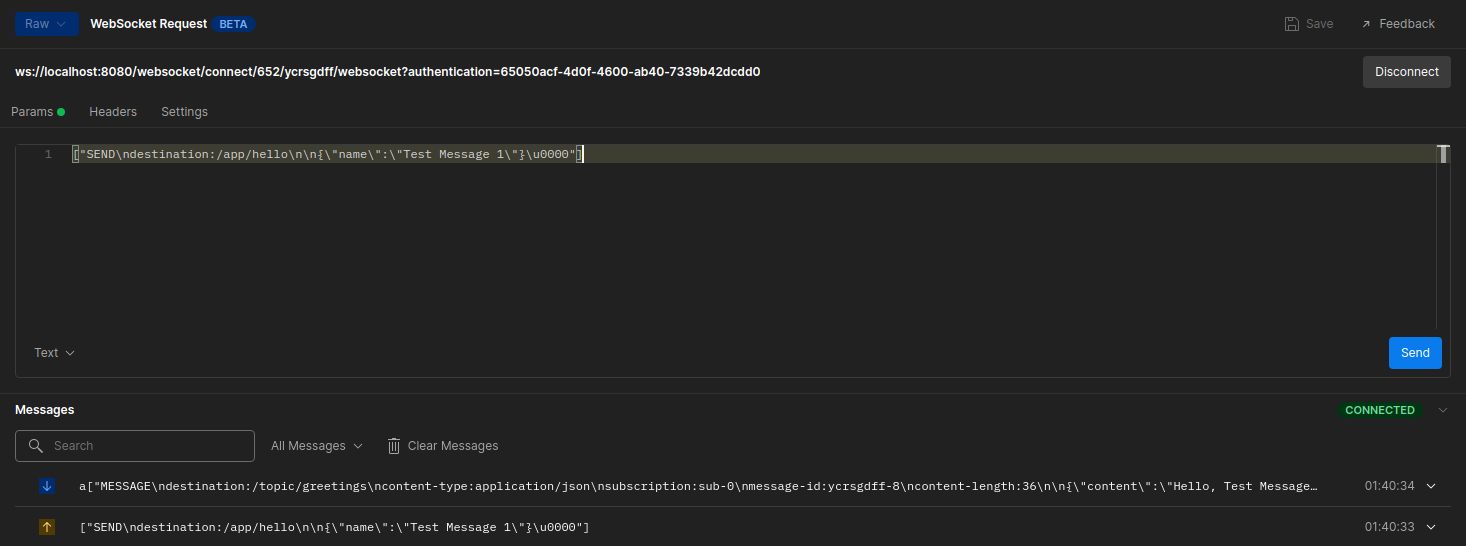 Raw WebSocket Request BETA Save Feedback
ws://localhost:8080/websocket/connect/652/ycrsgdff/websocket?authentication=65050acf-4d0f-4600-ab40-7339b42dcdd0 Disconnect
Params Headers Settings
1 ["SEND\ndestination:/app/hello\n\n{\"name\":\"Test Message 1\"}\u0000"]
Text Send
Messages CONNECTED
Search All Messages Clear Messages
a["MESSAGE\ndestination:/topic/greetings\ncontent-type:application/json\nsubscription:sub-0\nmessage-id:ycrsgdff-8\ncontent-length:36\n\n{\"content\":\"Hello, Test Message… 01:40:34
["SEND\ndestination:/app/hello\n\n{\"name\":\"Test Message 1\"}\u0000"] 01:40:33